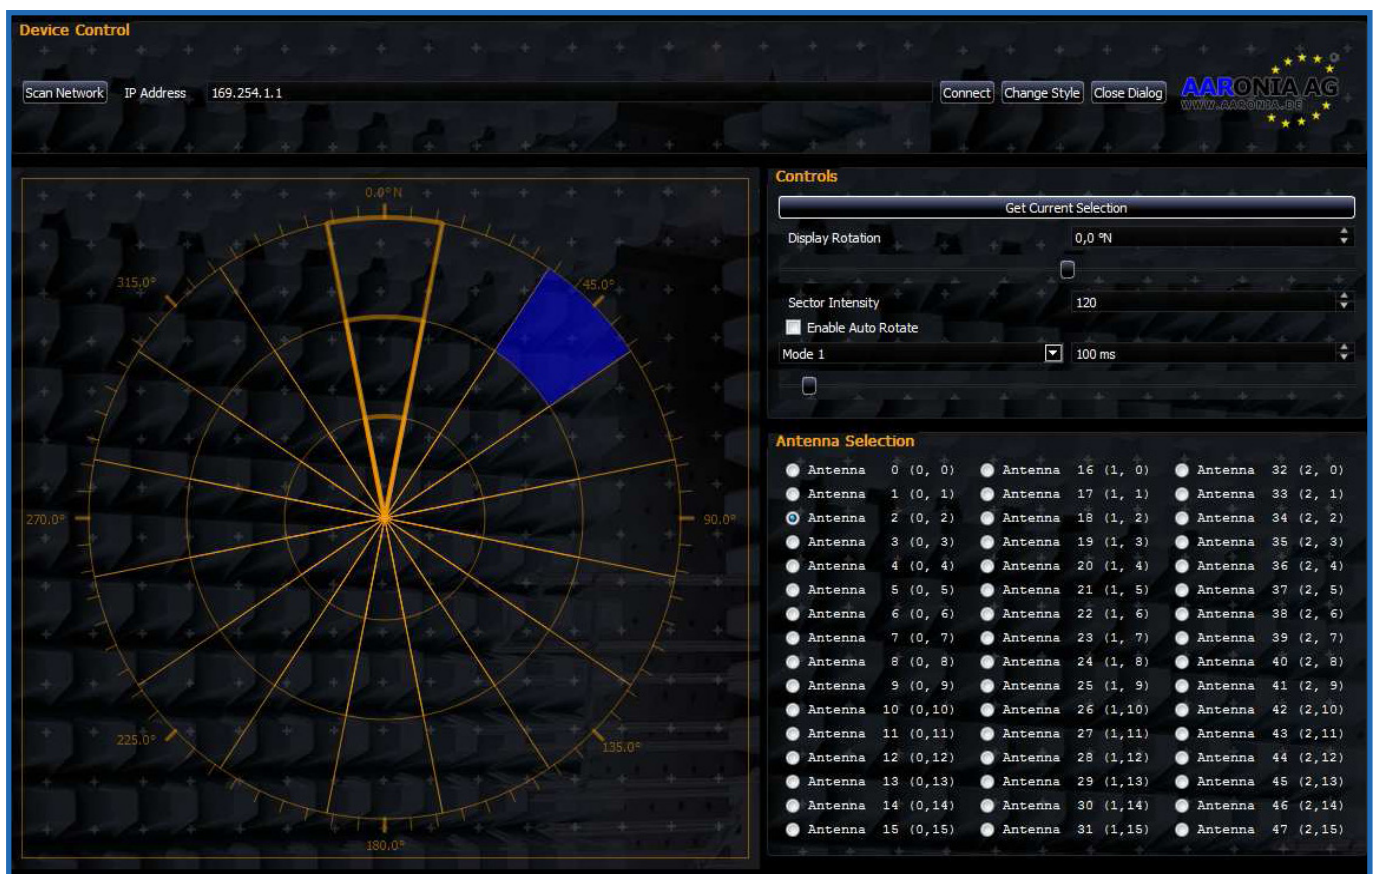 Device Control
Scan Network IP Address 169.254.1.1 Connect Change Style Close Dialog
AARONIA AG
WWW.AARONIA.DE
0.0° N
45.0°
90.0°
135.0°
180.0°
225.0°
270.0°
315.0°
Controls
Get Current Selection
Display Rotation 0,0 °N
Sector Intensity 120
Enable Auto Rotate
Mode 1 100 ms
Antenna Selection
Antenna 0 (0, 0) Antenna 16 (1, 0) Antenna 32 (2, 0)
Antenna 1 (0, 1) Antenna 17 (1, 1) Antenna 33 (2, 1)
Antenna 2 (0, 2) Antenna 18 (1, 2) Antenna 34 (2, 2)
Antenna 3 (0, 3) Antenna 19 (1, 3) Antenna 35 (2, 3)
Antenna 4 (0, 4) Antenna 20 (1, 4) Antenna 36 (2, 4)
Antenna 5 (0, 5) Antenna 21 (1, 5) Antenna 37 (2, 5)
Antenna 6 (0, 6) Antenna 22 (1, 6) Antenna 38 (2, 6)
Antenna 7 (0, 7) Antenna 23 (1, 7) Antenna 39 (2, 7)
Antenna 8 (0, 8) Antenna 24 (1, 8) Antenna 40 (2, 8)
Antenna 9 (0, 9) Antenna 25 (1, 9) Antenna 41 (2, 9)
Antenna 10 (0,10) Antenna 26 (1,10) Antenna 42 (2,10)
Antenna 11 (0,11) Antenna 27 (1,11) Antenna 43 (2,11)
Antenna 12 (0,12) Antenna 28 (1,12) Antenna 44 (2,12)
Antenna 13 (0,13) Antenna 29 (1,13) Antenna 45 (2,13)
Antenna 14 (0,14) Antenna 30 (1,14) Antenna 46 (2,14)
Antenna 15 (0,15) Antenna 31 (1,15) Antenna 47 (2,15)